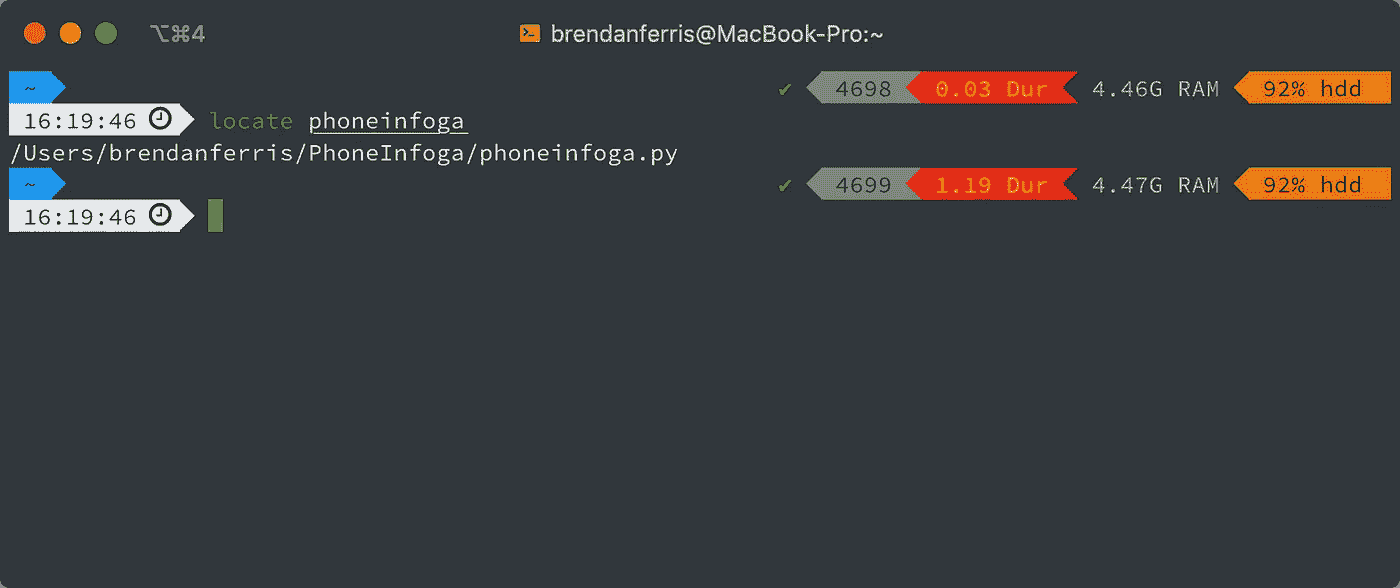 ⌥⌘4 brendanferris@MacBook-Pro:~
~ ✔ 4698 0.03 Dur 4.46G RAM 92% hdd
16:19:46 locate phoneinfoga
/Users/brendanferris/PhoneInfoga/phoneinfoga.py
~ ✔ 4699 1.19 Dur 4.47G RAM 92% hdd
16:19:46